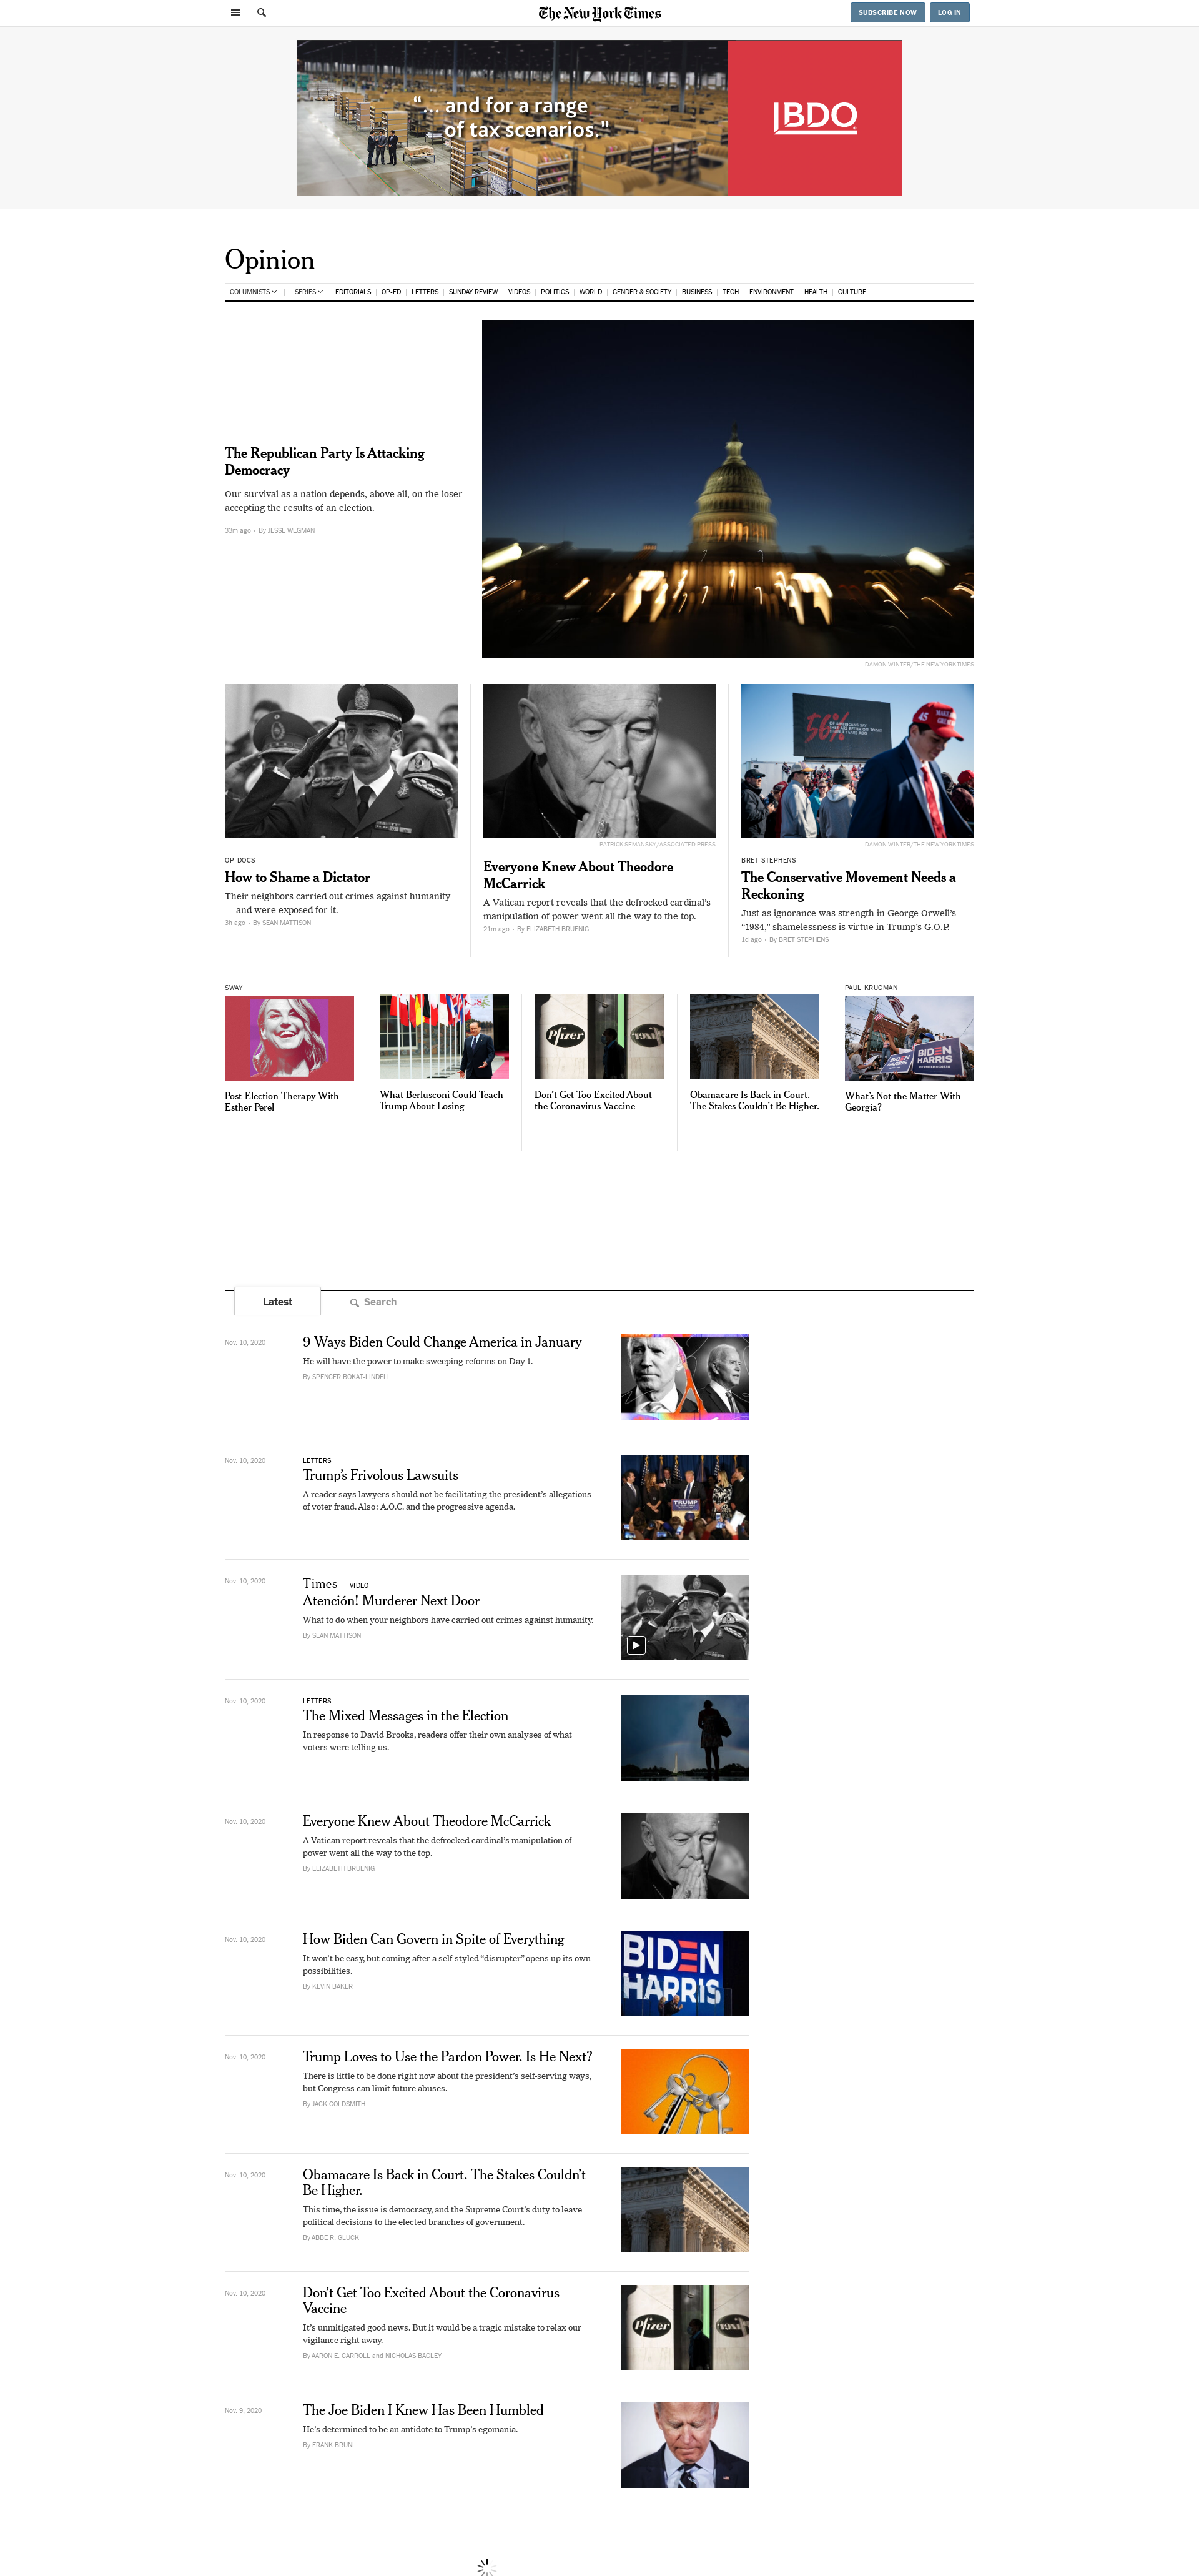 The New York Times
SUBSCRIBE NOW
LOG IN
"... and for a range
of tax scenarios."
BDO
Opinion
COLUMNISTS
SERIES
EDITORIALS
OP-ED
LETTERS
SUNDAY REVIEW
VIDEOS
POLITICS
WORLD
GENDER & SOCIETY
BUSINESS
TECH
ENVIRONMENT
HEALTH
CULTURE
The Republican Party Is Attacking
Democracy
Our survival as a nation depends, above all, on the loser
accepting the results of an election.
33m ago • By JESSE WEGMAN
DAMON WINTER/THE NEW YORK TIMES
OP-DOCS
How to Shame a Dictator
Their neighbors carried out crimes against humanity
— and were exposed for it.
3h ago • By SEAN MATTISON
PATRICK SEMANSKY/ASSOCIATED PRESS
Everyone Knew About Theodore
McCarrick
A Vatican report reveals that the defrocked cardinal's
manipulation of power went all the way to the top.
21m ago • By ELIZABETH BRUENIG
56%
45
DAMON WINTER/THE NEW YORK TIMES
BRET STEPHENS
The Conservative Movement Needs a
Reckoning
Just as ignorance was strength in George Orwell's
“1984,” shamelessness is virtue in Trump's G.O.P.
1d ago • By BRET STEPHENS
SWAY
Post-Election Therapy With
Esther Perel
What Berlusconi Could Teach
Trump About Losing
Pfizer
Don't Get Too Excited About
the Coronavirus Vaccine
Obamacare Is Back in Court.
The Stakes Couldn't Be Higher.
PAUL KRUGMAN
BIDEN
HARRIS
What's Not the Matter With
Georgia?
Latest
Search
Nov. 10, 2020
9 Ways Biden Could Change America in January
He will have the power to make sweeping reforms on Day 1.
By SPENCER BOKAT-LINDELL
Nov. 10, 2020
LETTERS
Trump's Frivolous Lawsuits
A reader says lawyers should not be facilitating the president's allegations
of voter fraud. Also: A.O.C. and the progressive agenda.
TRUMP
Nov. 10, 2020
Times | VIDEO
Atención! Murderer Next Door
What to do when your neighbors have carried out crimes against humanity.
By SEAN MATTISON
Nov. 10, 2020
LETTERS
The Mixed Messages in the Election
In response to David Brooks, readers offer their own analyses of what
voters were telling us.
Nov. 10, 2020
Everyone Knew About Theodore McCarrick
A Vatican report reveals that the defrocked cardinal's manipulation of
power went all the way to the top.
By ELIZABETH BRUENIG
Nov. 10, 2020
How Biden Can Govern in Spite of Everything
It won't be easy, but coming after a self-styled “disrupter” opens up its own
possibilities.
By KEVIN BAKER
BIDEN
HARRIS
Nov. 10, 2020
Trump Loves to Use the Pardon Power. Is He Next?
There is little to be done right now about the president's self-serving ways,
but Congress can limit future abuses.
By JACK GOLDSMITH
Nov. 10, 2020
Obamacare Is Back in Court. The Stakes Couldn't
Be Higher.
This time, the issue is democracy, and the Supreme Court's duty to leave
political decisions to the elected branches of government.
By ABBE R. GLUCK
Nov. 10, 2020
Don't Get Too Excited About the Coronavirus
Vaccine
It's unmitigated good news. But it would be a tragic mistake to relax our
vigilance right away.
By AARON E. CARROLL and NICHOLAS BAGLEY
Pfizer
Nov. 9, 2020
The Joe Biden I Knew Has Been Humbled
He's determined to be an antidote to Trump's egomania.
By FRANK BRUNI